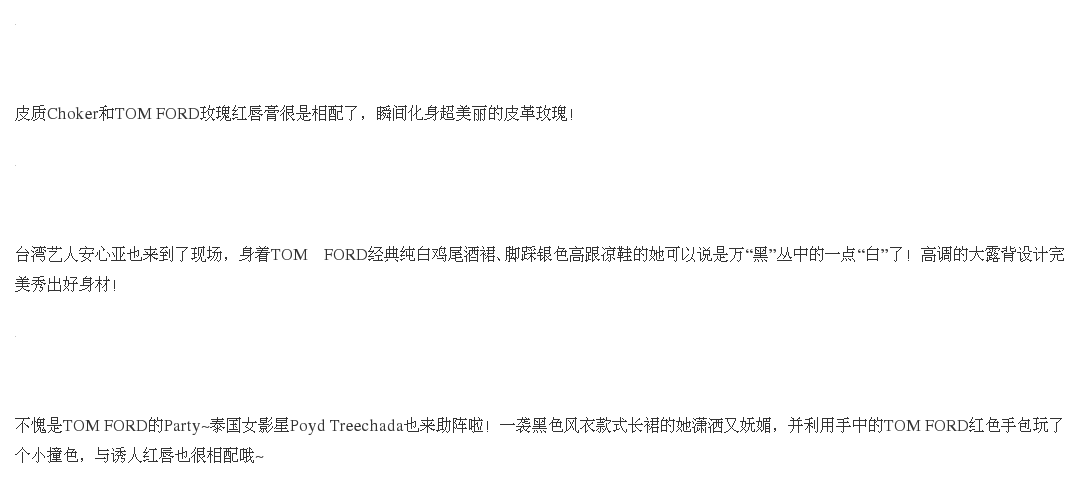 皮质Choker和TOM FORD玫瑰红唇膏很是相配了，瞬间化身超美丽的皮革玫瑰！
台湾艺人安心亚也来到了现场，身着TOM　FORD经典纯白鸡尾酒裙、脚踩银色高跟凉鞋的她可以说是万“黑”丛中的一点“白”了！高调的大露背设计完
美秀出好身材！
不愧是TOM FORD的Party~泰国女影星Poyd Treechada也来助阵啦！一袭黑色风衣款式长裙的她潇洒又妩媚，并利用手中的TOM FORD红色手包玩了
个小撞色，与诱人红唇也很相配哦~